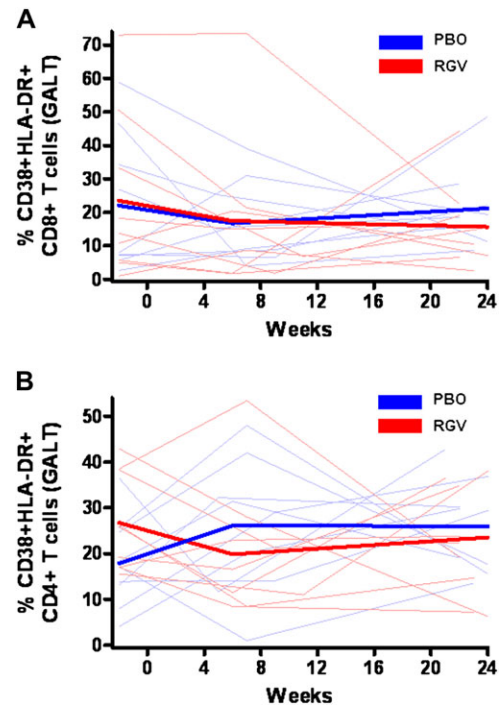 A
% CD38+HLA-DR+
CD8+ T cells (GALT)
70
60
50
40
30
20
10
0
PBO
RGV
0 4 8 12 16 20 24
Weeks
B
% CD38+HLA-DR+
CD4+ T cells (GALT)
50
40
30
20
10
0
PBO
RGV
0 4 8 12 16 20 24
Weeks